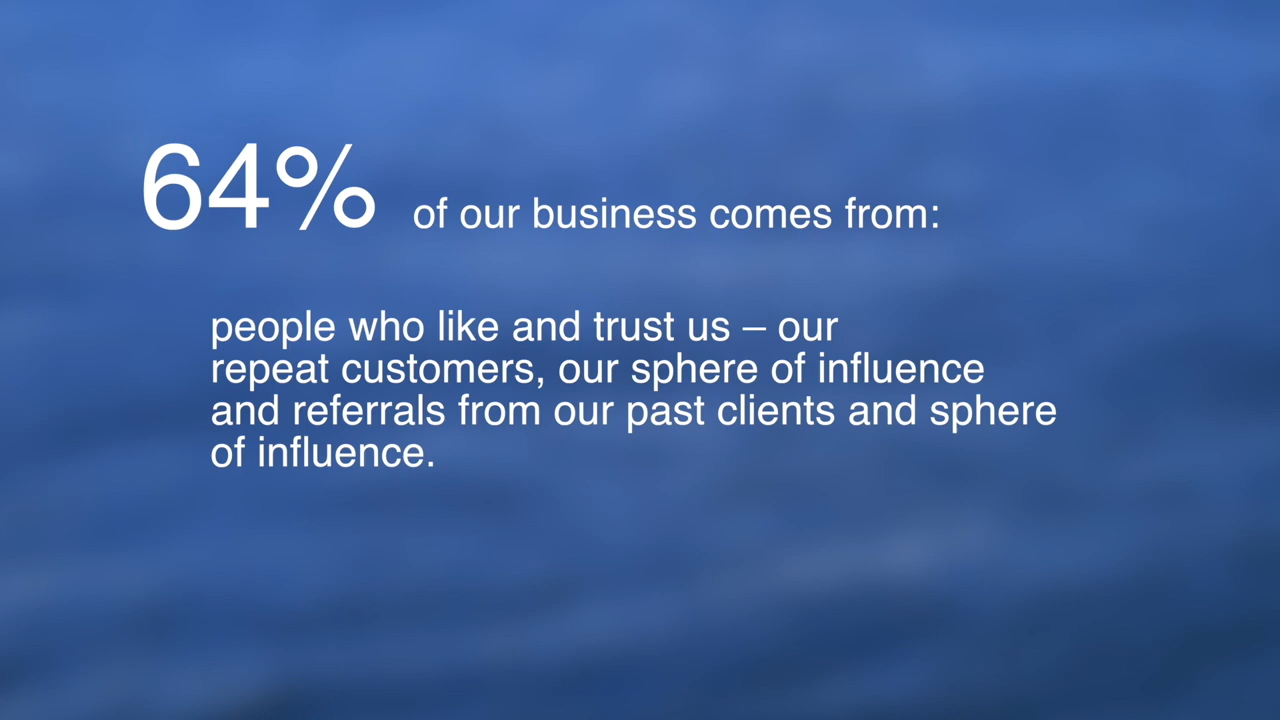 64% of our business comes from:
people who like and trust us – our
repeat customers, our sphere of influence
and referrals from our past clients and sphere
of influence.